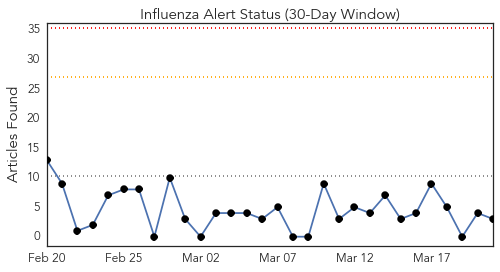 Influenza Alert Status (30-Day Window)
Articles Found
35
30
25
20
15
10
5
0
Feb 20
Feb 25
Mar 02
Mar 07
Mar 12
Mar 17